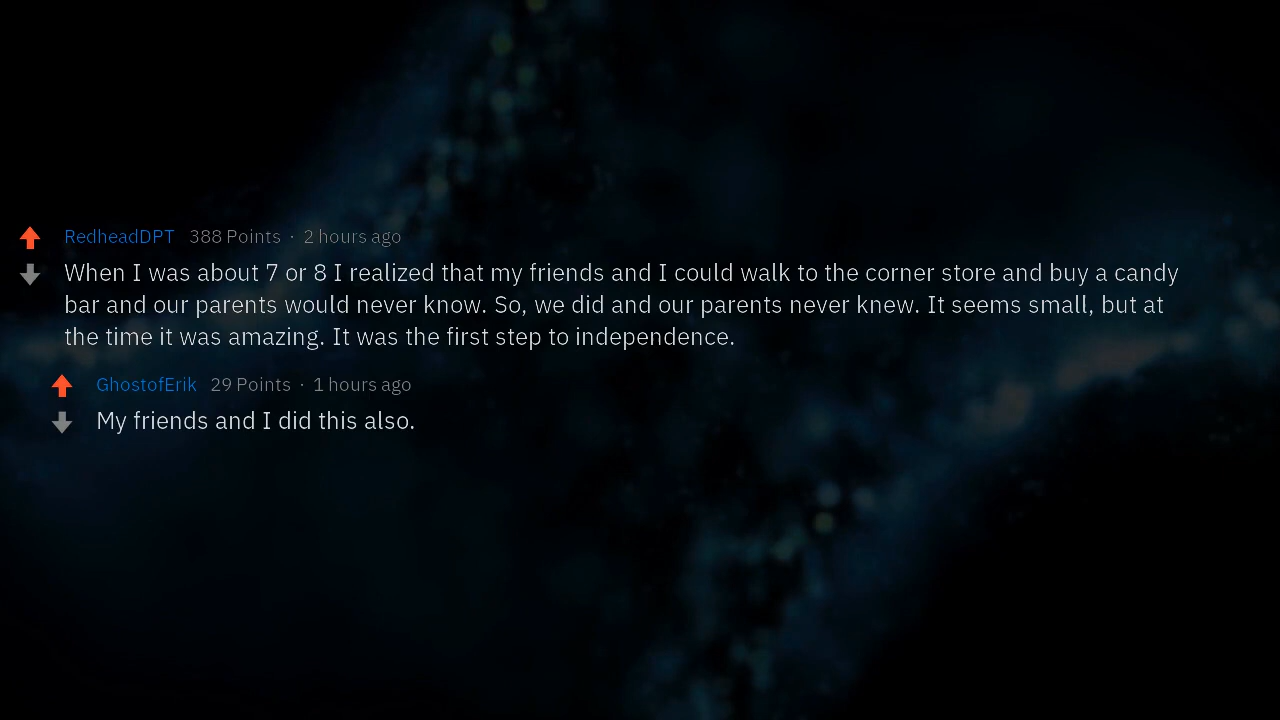 RedheadDPT 388 Points · 2 hours ago
When I was about 7 or 8 I realized that my friends and I could walk to the corner store and buy a candy
bar and our parents would never know. So, we did and our parents never knew. It seems small, but at
the time it was amazing. It was the first step to independence.
GhostofErik 29 Points · 1 hours ago
My friends and I did this also.